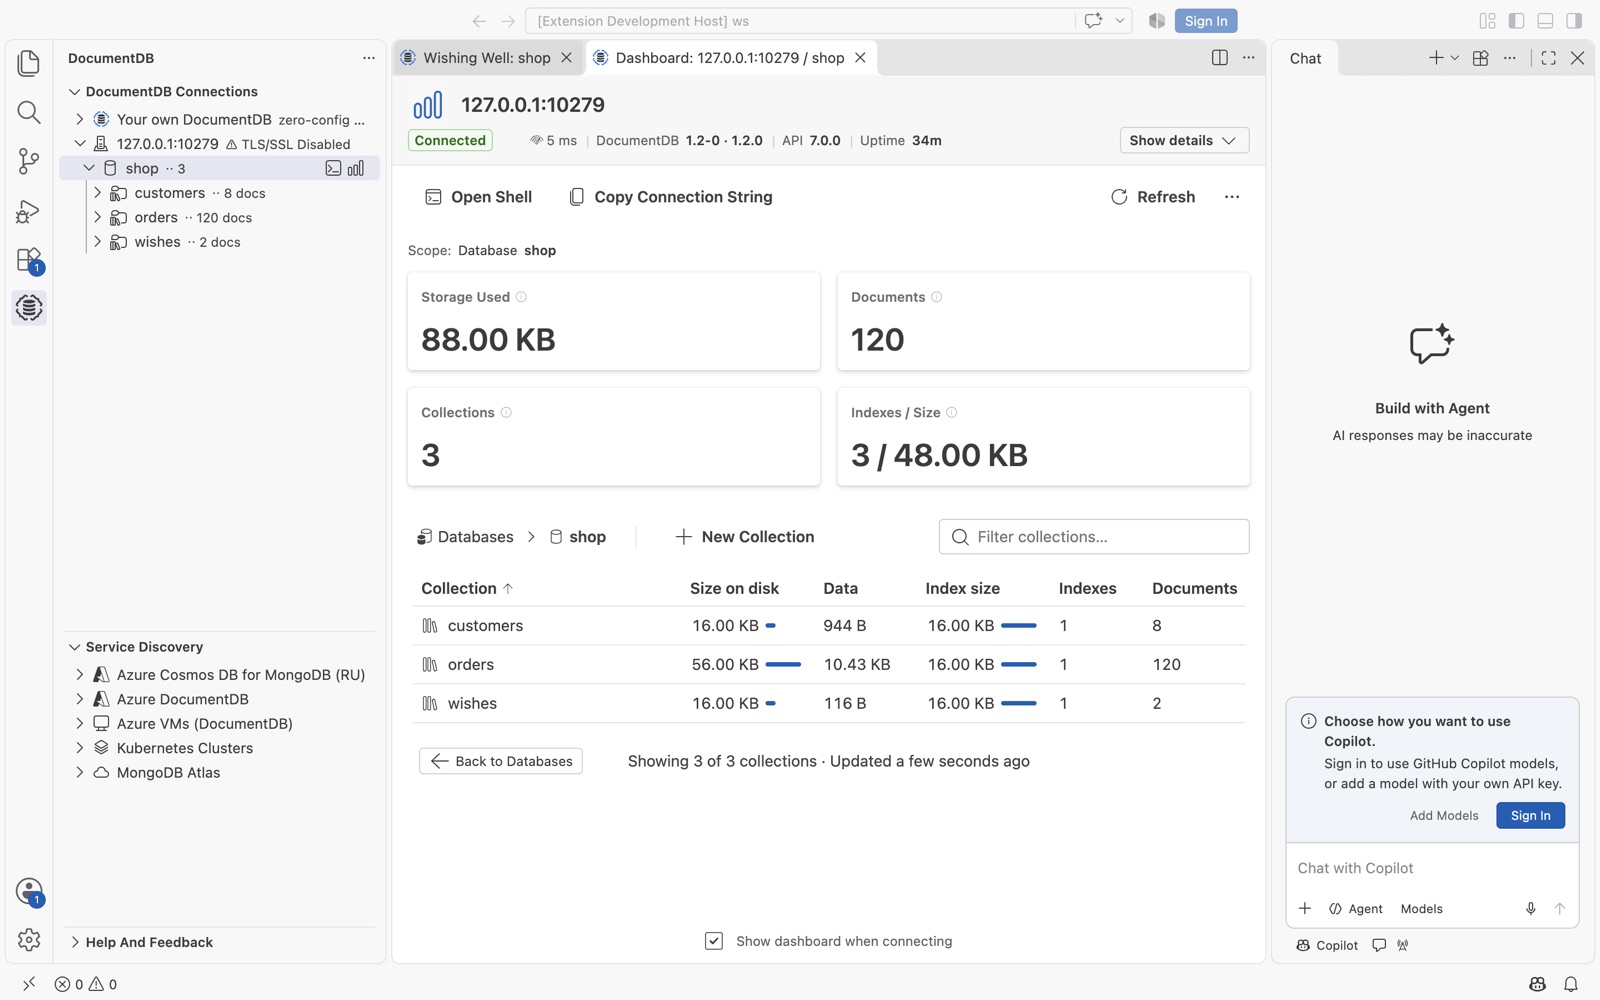 [Extension Development Host] ws
Sign In
DocumentDB
DocumentDB Connections
Your own DocumentDB zero-config ...
127.0.0.1:10279 TLS/SSL Disabled
shop ·· 3
customers ·· 8 docs
orders ·· 120 docs
wishes ·· 2 docs
1
Service Discovery
Azure Cosmos DB for MongoDB (RU)
Azure DocumentDB
Azure VMs (DocumentDB)
Kubernetes Clusters
MongoDB Atlas
1
Help And Feedback
Wishing Well: shop
Dashboard: 127.0.0.1:10279 / shop
127.0.0.1:10279
Connected
5 ms
DocumentDB 1.2-0 · 1.2.0
API 7.0.0
Uptime 34m
Show details
Open Shell
Copy Connection String
Refresh
Scope: Database shop
Storage Used
88.00 KB
Documents
120
Collections
3
Indexes / Size
3 / 48.00 KB
Databases > shop
New Collection
Filter collections...
Collection Size on disk Data Index size Indexes Documents
customers 16.00 KB 944 B 16.00 KB 1 8
orders 56.00 KB 10.43 KB 16.00 KB 1 120
wishes 16.00 KB 116 B 16.00 KB 1 2
Back to Databases
Showing 3 of 3 collections · Updated a few seconds ago
Show dashboard when connecting
Chat
Build with Agent
AI responses may be inaccurate
Choose how you want to use
Copilot.
Sign in to use GitHub Copilot models,
or add a model with your own API key.
Add Models
Sign In
Chat with Copilot
Agent
Models
Copilot
0
0